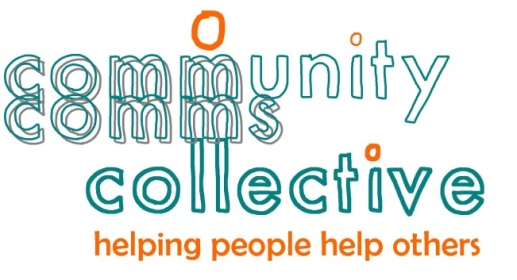 community
comms
collective
helping people help others